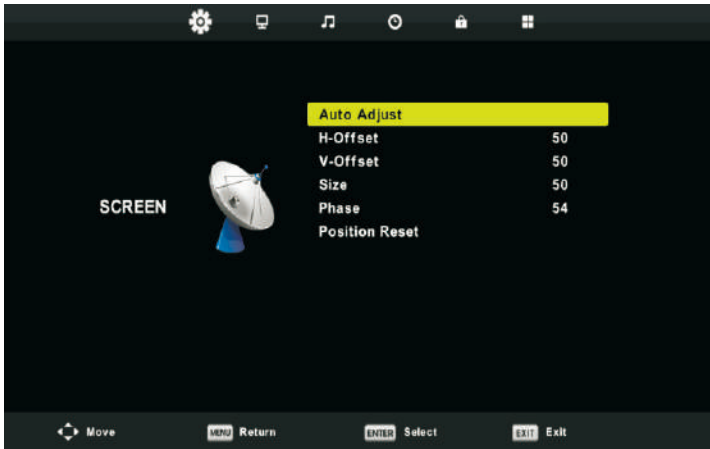 Auto Adjust
H-Offset 50
V-Offset 50
Size 50
SCREEN
Phase 54
Position Reset
Move MENU Return ENTER Select EXIT Exit